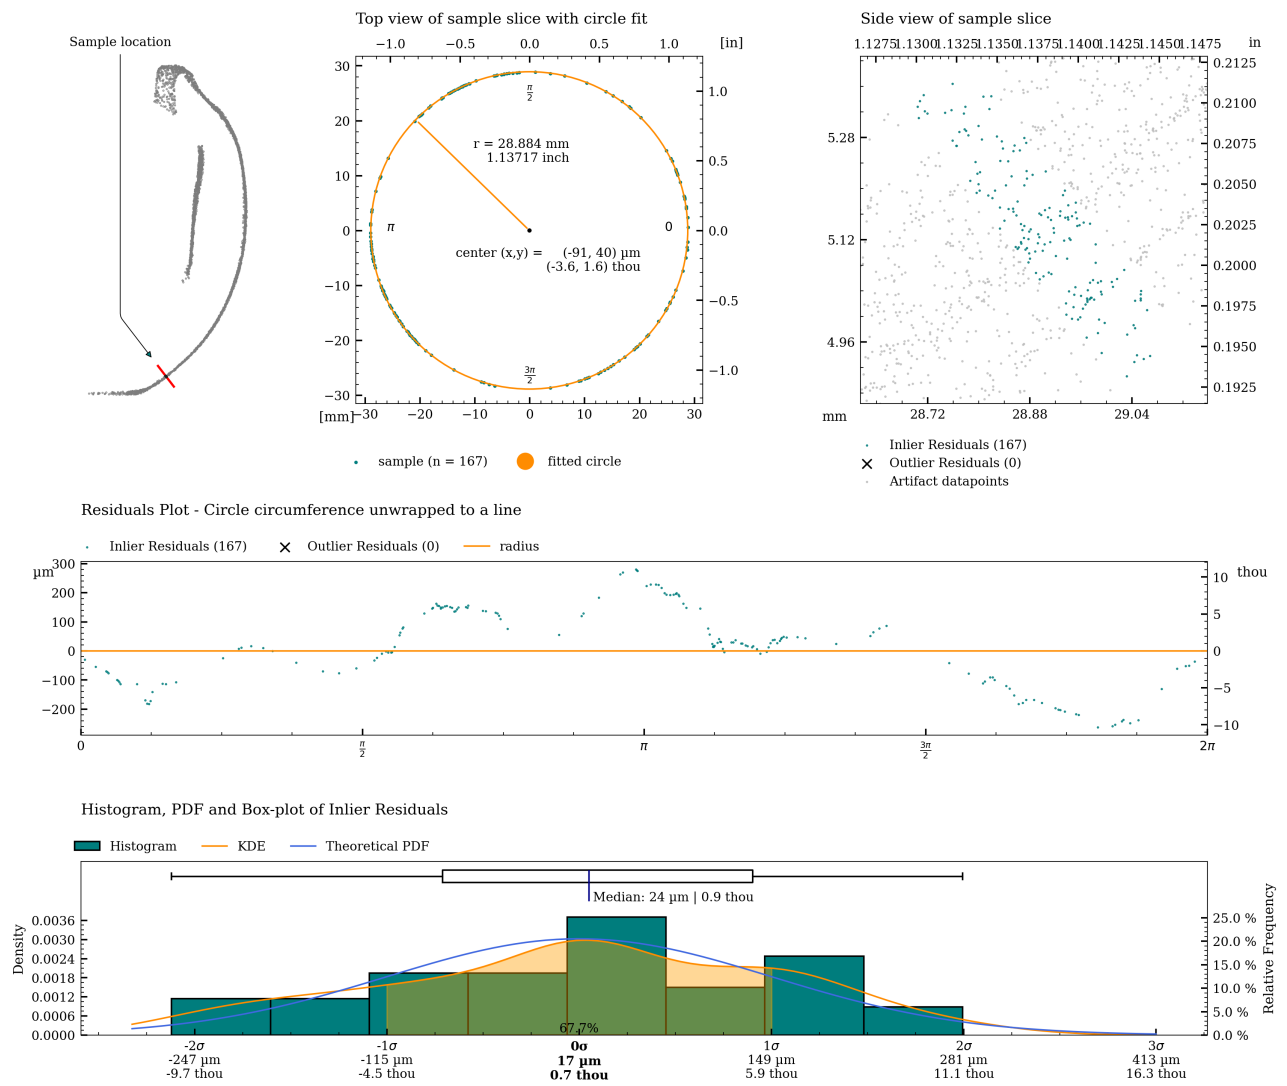 Sample location
Top view of sample slice with circle fit
−1.0 −0.5 0.0 0.5 1.0 [in]
30
20
10
0
−10
−20
−30
1.0
0.5
0.0
−0.5
−1.0
π/2
r = 28.884 mm
1.13717 inch
π
0
center (x,y) = (-91, 40) µm
(-3.6, 1.6) thou
3π/2
[mm] −30 −20 −10 0 10 20 30
sample (n = 167) fitted circle
Side view of sample slice
1.1275 1.1300 1.1325 1.1350 1.1375 1.1400 1.1425 1.1450 1.1475 in
5.28
5.12
4.96
0.2125
0.2100
0.2075
0.2050
0.2025
0.2000
0.1975
0.1950
0.1925
mm 28.72 28.88 29.04
Inlier Residuals (167)
Outlier Residuals (0)
Artifact datapoints
Residuals Plot - Circle circumference unwrapped to a line
Inlier Residuals (167) Outlier Residuals (0) radius
µm
300
200
100
0
−100
−200
thou
10
5
0
−5
−10
0 π/2 π 3π/2 2π
Histogram, PDF and Box-plot of Inlier Residuals
Histogram KDE Theoretical PDF
Median: 24 µm | 0.9 thou
Density
0.0036
0.0030
0.0024
0.0018
0.0012
0.0006
0.0000
Relative Frequency
25.0 %
20.0 %
15.0 %
10.0 %
5.0 %
0.0 %
67.7%
-2σ -1σ 0σ 1σ 2σ 3σ
-247 µm -115 µm 17 µm 149 µm 281 µm 413 µm
-9.7 thou -4.5 thou 0.7 thou 5.9 thou 11.1 thou 16.3 thou